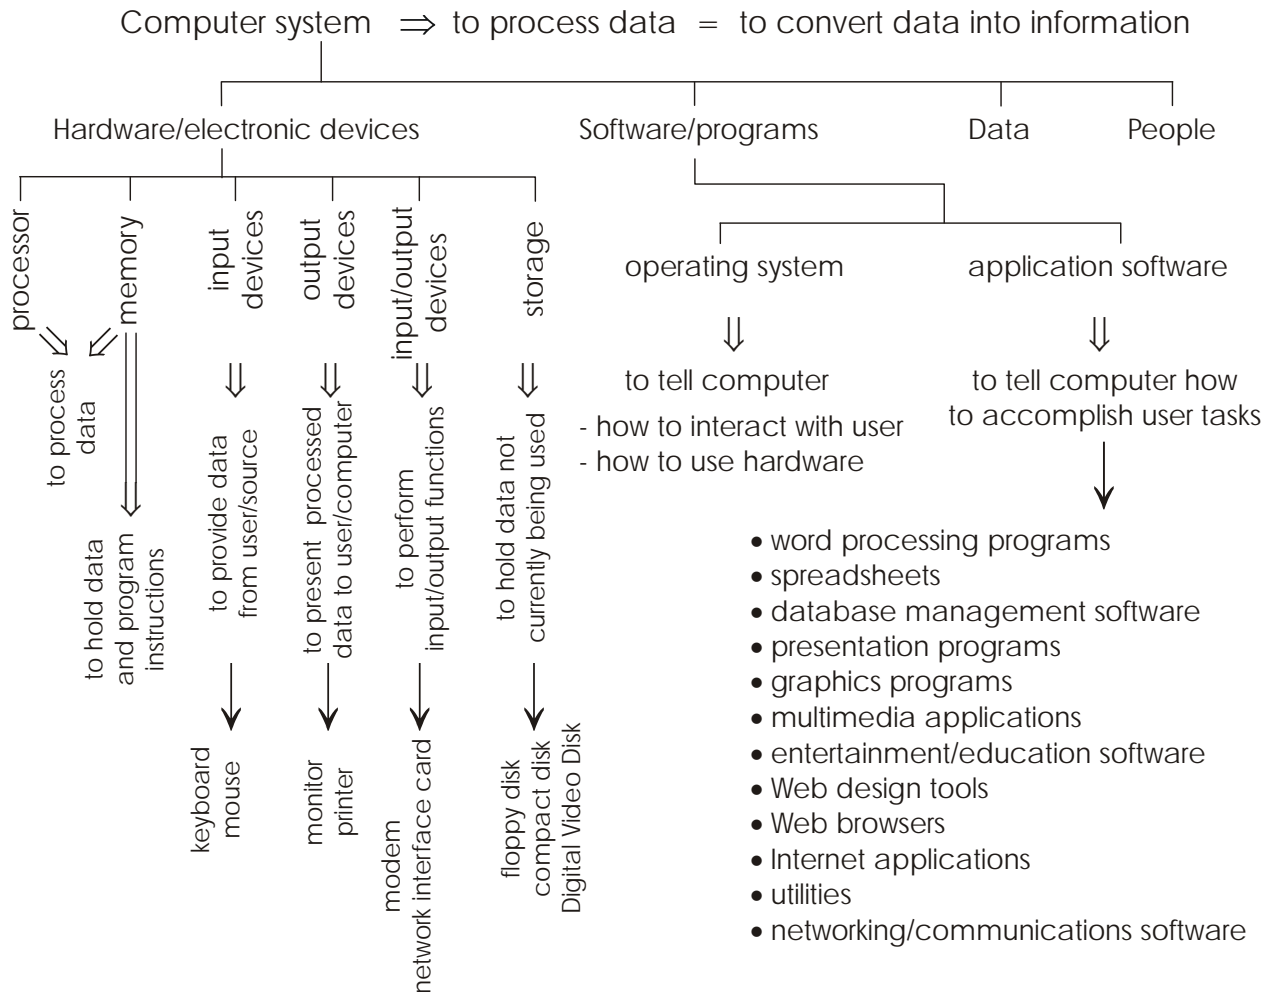 Computer system ⇒ to process data = to convert data into information
Hardware/electronic devices
Software/programs
Data
People
processor
memory
input
devices
output
devices
input/output
devices
storage
to process
data
to hold data
and program
instructions
to provide data
from user/source
to present processed
data to user/computer
to perform
input/output functions
to hold data not
currently being used
keyboard
mouse
monitor
printer
modem
network interface card
floppy disk
compact disk
Digital Video Disk
operating system
application software
to tell computer
- how to interact with user
- how to use hardware
to tell computer how
to accomplish user tasks
• word processing programs
• spreadsheets
• database management software
• presentation programs
• graphics programs
• multimedia applications
• entertainment/education software
• Web design tools
• Web browsers
• Internet applications
• utilities
• networking/communications software